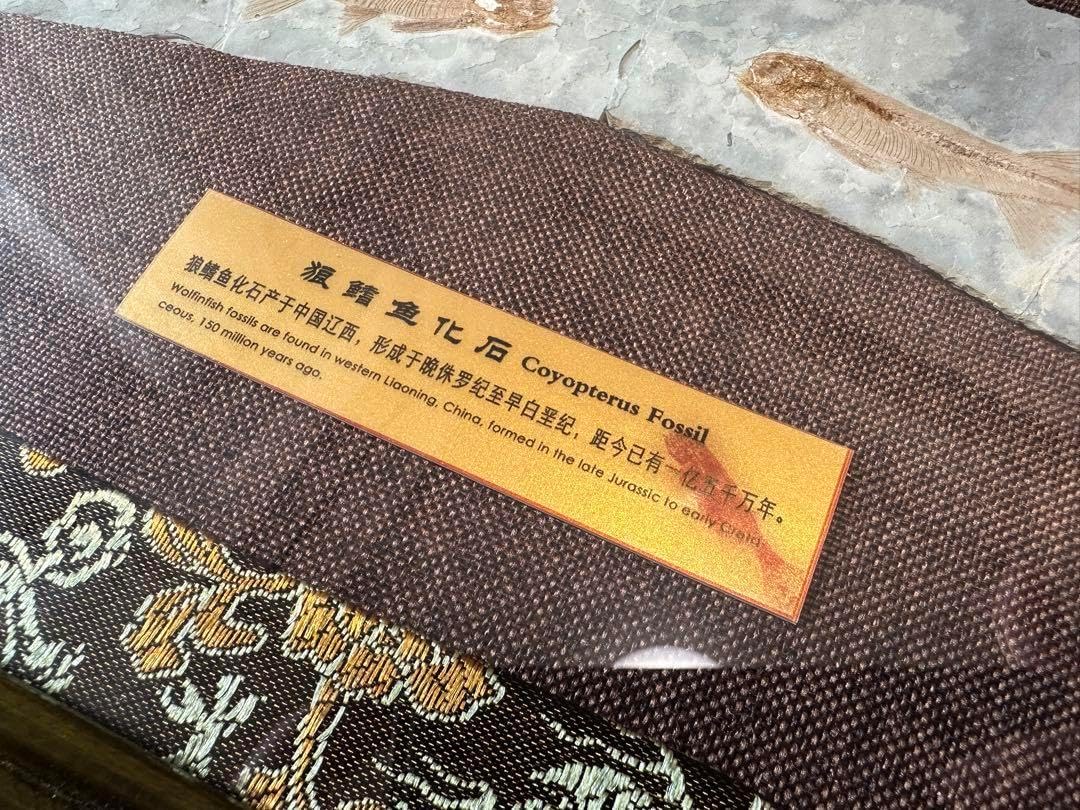 狼鳍鱼化石 Coyopterus Fossil
狼鳍鱼化石产于中国辽西，形成于晚侏罗纪至早白垩纪，距今已有一亿五千万年。
Wolfinfish fossils are found in western Liaoning, China, formed in the late Jurassic to early Creta-
ceous, 150 million years ago.